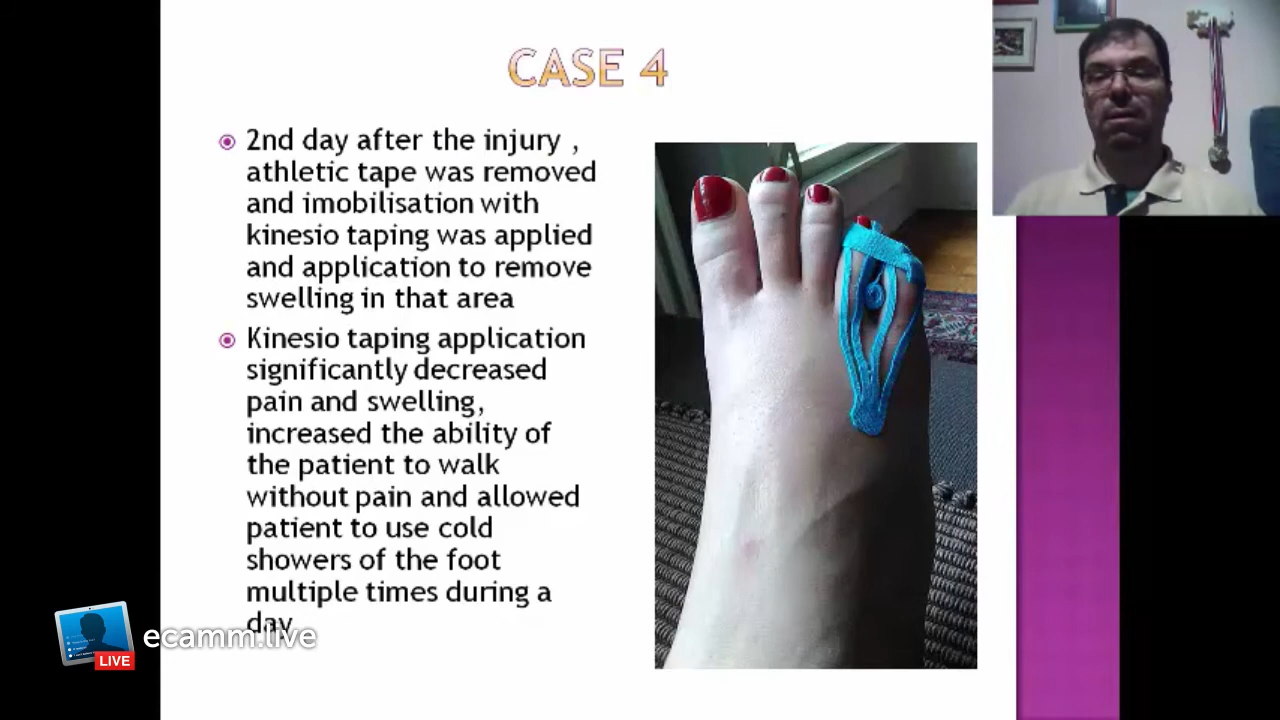 CASE 4
2nd day after the injury ,
athletic tape was removed
and imobilisation with
kinesio taping was applied
and application to remove
swelling in that area
Kinesio taping application
significantly decreased
pain and swelling,
increased the ability of
the patient to walk
without pain and allowed
patient to use cold
showers of the foot
multiple times during a
day
ecamm.live
LIVE